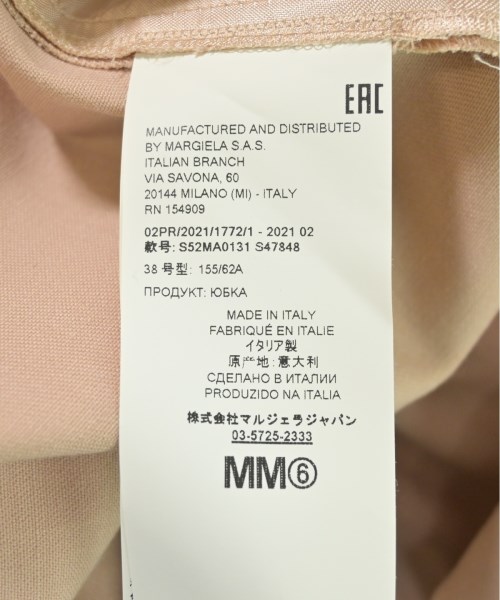 EAC
MANUFACTURED AND DISTRIBUTED
BY MARGIELA S.A.S.
ITALIAN BRANCH
VIA SAVONA, 60
20144 MILANO (MI) - ITALY
RN 154909
02PR/2021/1772/1 - 2021 02
款号: S52MA0131 S47848
38 号型: 155/62A
ПРОДУКТ: ЮБКА
MADE IN ITALY
FABRIQUÉ EN ITALIE
イタリア製
原产地: 意大利
СДЕЛАНО В ИТАЛИИ
PRODUZIDO NA ITALIA
株式会社マルジェラジャパン
03-5725-2333
MM⑥